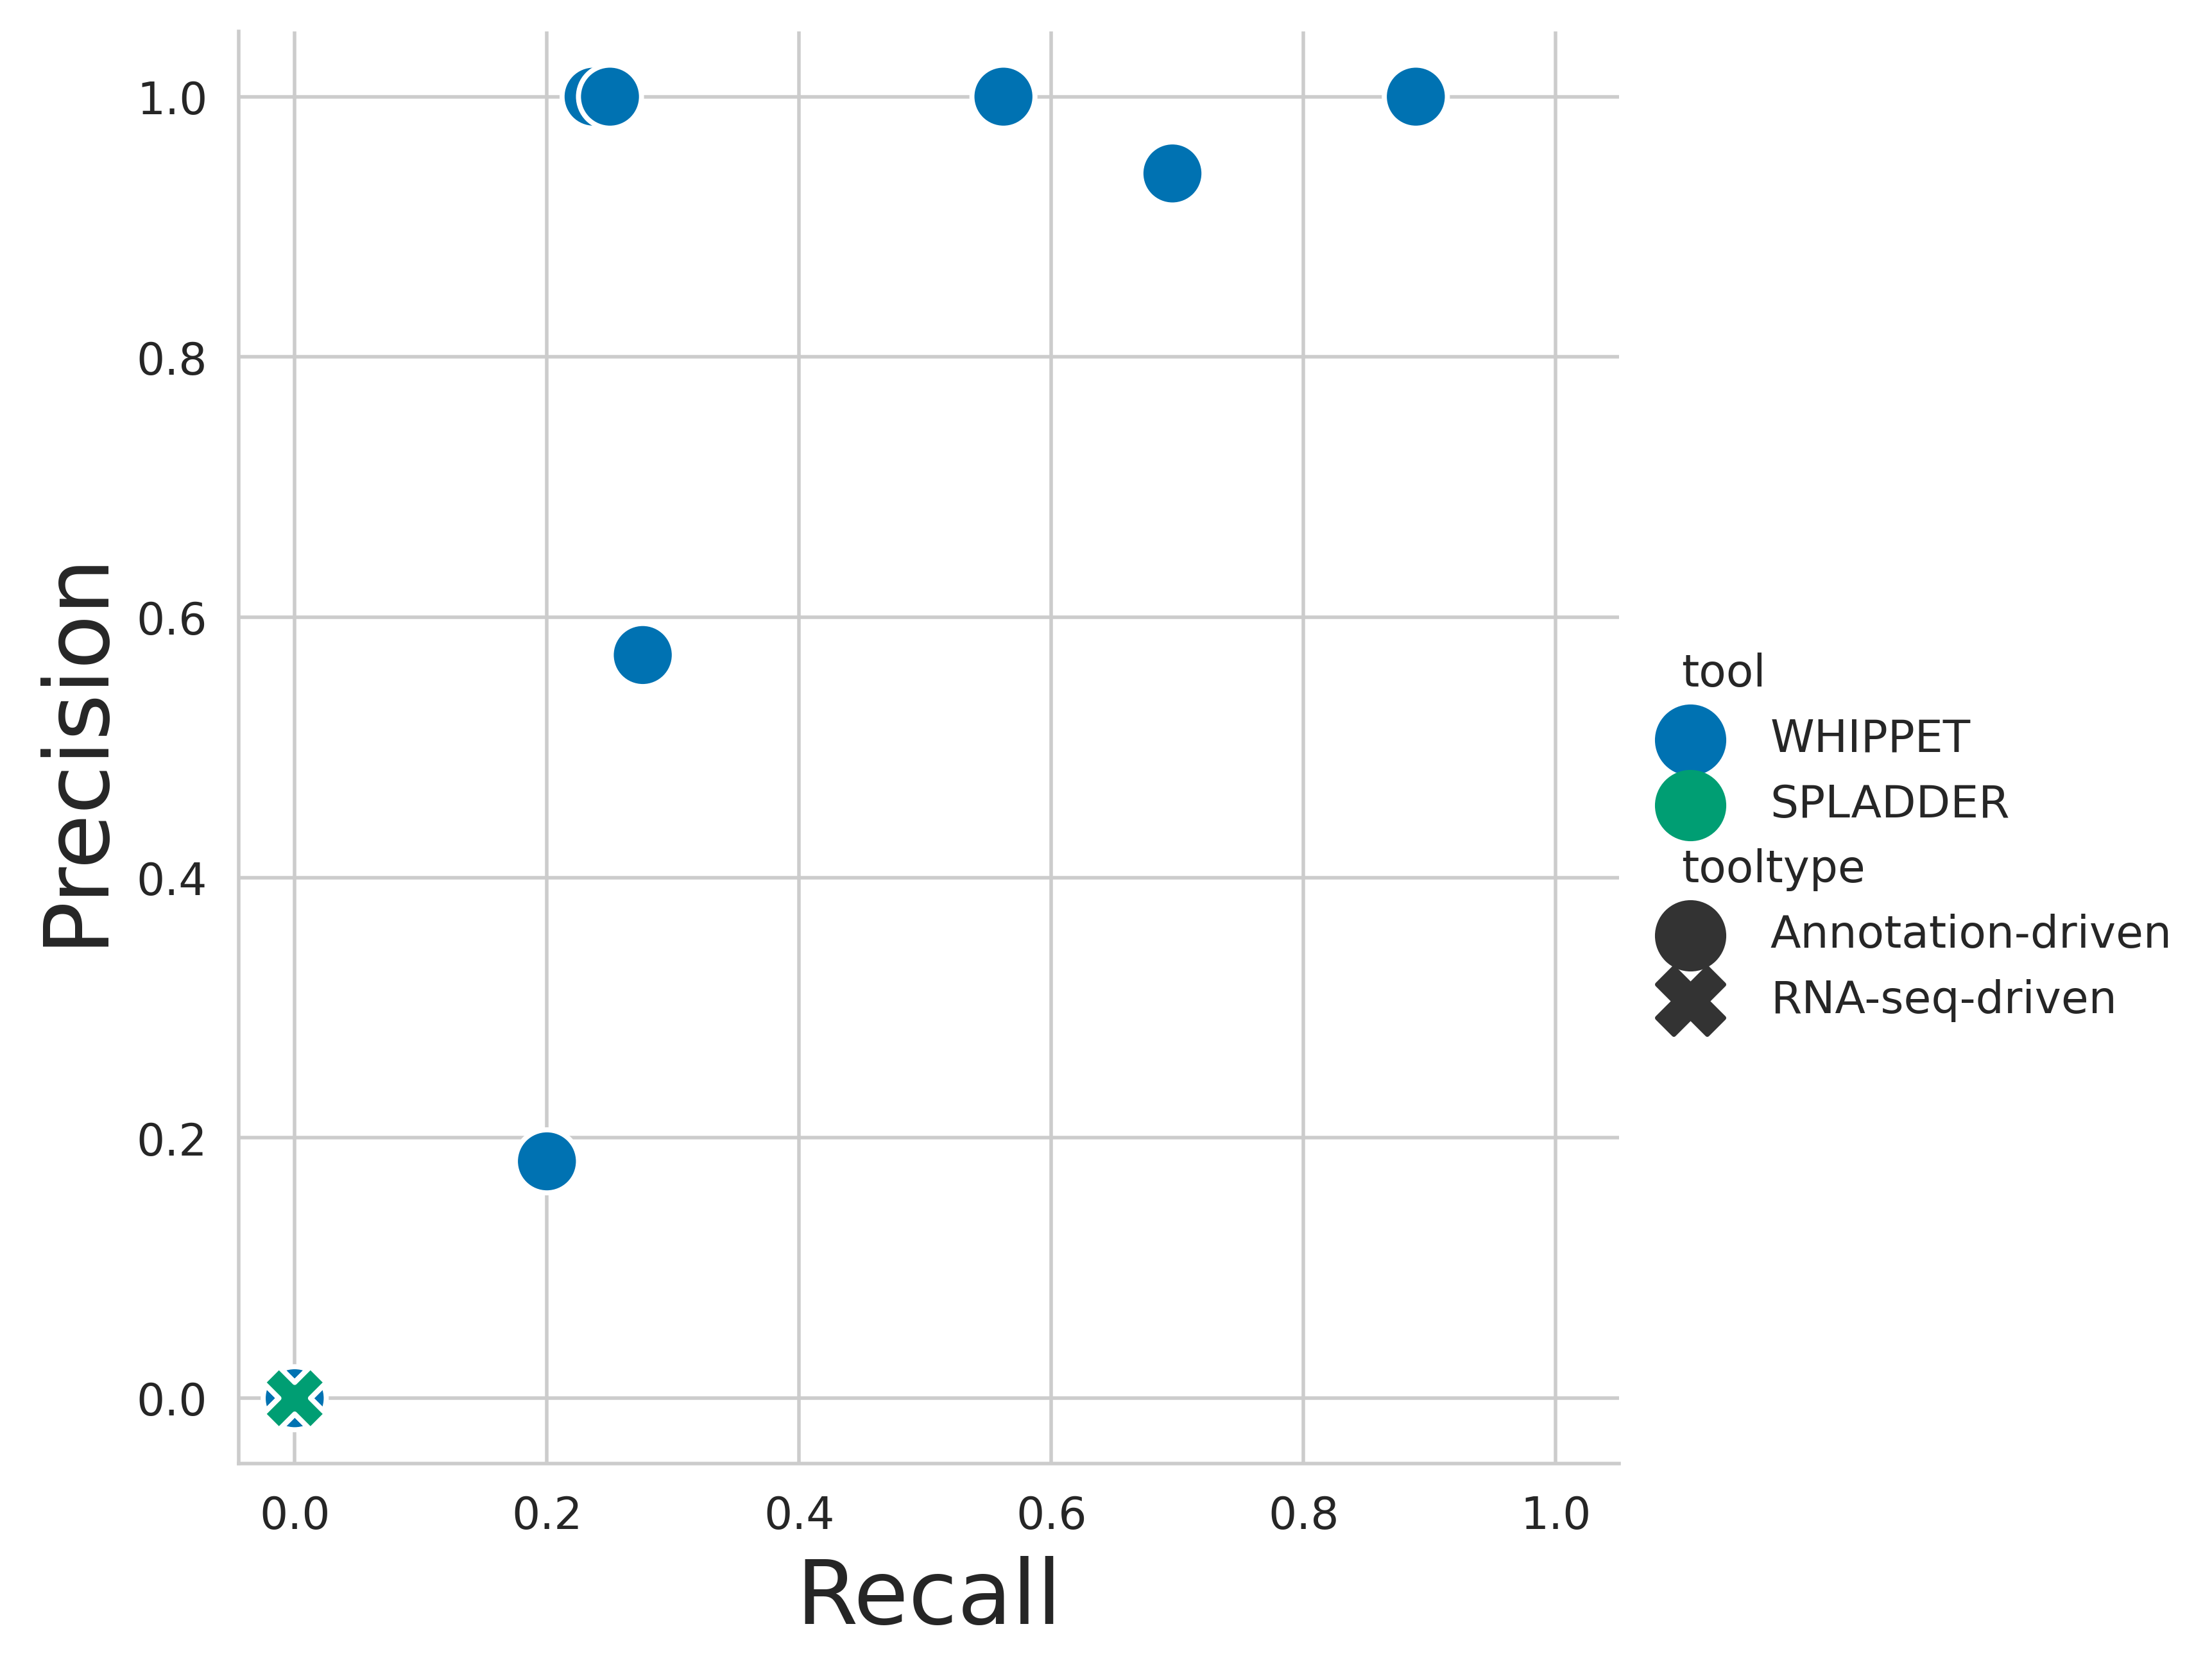 1.0
0.8
0.6
0.4
0.2
0.0
Precision
0.0 0.2 0.4 0.6 0.8 1.0
Recall
tool
WHIPPET
SPLADDER
tooltype
Annotation-driven
RNA-seq-driven